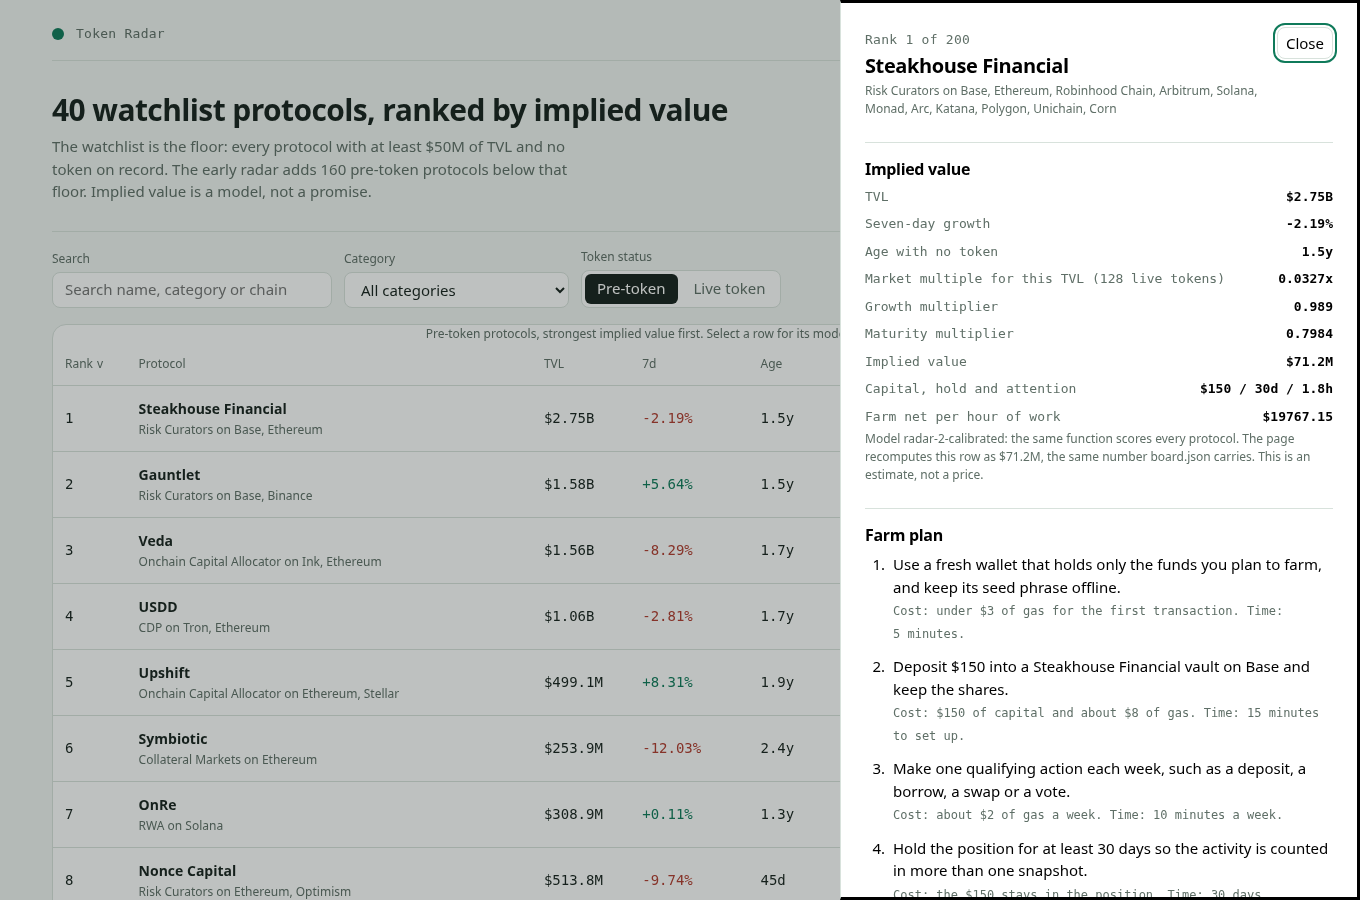 Token Radar
40 watchlist protocols, ranked by implied value
The watchlist is the floor: every protocol with at least $50M of TVL and no
token on record. The early radar adds 160 pre-token protocols below that
floor. Implied value is a model, not a promise.
Search
Category
Token status
Search name, category or chain
All categories
Pre-token
Live token
Pre-token protocols, strongest implied value first. Select a row for its
Rank v Protocol TVL 7d Age
1 Steakhouse Financial $2.75B -2.19% 1.5y
Risk Curators on Base, Ethereum
2 Gauntlet $1.58B +5.64% 1.5y
Risk Curators on Base, Binance
3 Veda $1.56B -8.29% 1.7y
Onchain Capital Allocator on Ink, Ethereum
4 USDD $1.06B -2.81% 1.7y
CDP on Tron, Ethereum
5 Upshift $499.1M +8.31% 1.9y
Onchain Capital Allocator on Ethereum, Stellar
6 Symbiotic $253.9M -12.03% 2.4y
Collateral Markets on Ethereum
7 OnRe $308.9M +0.11% 1.3y
RWA on Solana
8 Nonce Capital $513.8M -9.74% 45d
Risk Curators on Ethereum, Optimism
Rank 1 of 200
Close
Steakhouse Financial
Risk Curators on Base, Ethereum, Robinhood Chain, Arbitrum, Solana,
Monad, Arc, Katana, Polygon, Unichain, Corn
Implied value
TVL $2.75B
Seven-day growth -2.19%
Age with no token 1.5y
Market multiple for this TVL (128 live tokens) 0.0327x
Growth multiplier 0.989
Maturity multiplier 0.7984
Implied value $71.2M
Capital, hold and attention $150 / 30d / 1.8h
Farm net per hour of work $19767.15
Model radar-2-calibrated: the same function scores every protocol. The page
recomputes this row as $71.2M, the same number board.json carries. This is an
estimate, not a price.
Farm plan
1. Use a fresh wallet that holds only the funds you plan to farm,
and keep its seed phrase offline.
Cost: under $3 of gas for the first transaction. Time:
5 minutes.
2. Deposit $150 into a Steakhouse Financial vault on Base and
keep the shares.
Cost: $150 of capital and about $8 of gas. Time: 15 minutes
to set up.
3. Make one qualifying action each week, such as a deposit, a
borrow, a swap or a vote.
Cost: about $2 of gas a week. Time: 10 minutes a week.
4. Hold the position for at least 30 days so the activity is counted
in more than one snapshot.
Cost: the $150 stays in the position. Time: 30 days